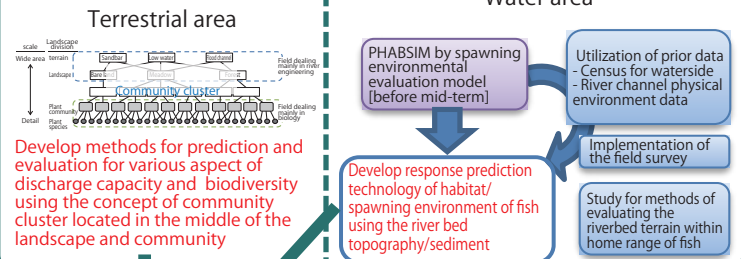 Terrestrial area
Water area
scale
Landscape
division
Wide area
terrain
Sandbar
Low water
Flood channel
Field dealing
mainly in river
engineering
Landscape
Bare land
Meadow
Forest
Community cluster
Plant
community
Field dealing
mainly in
biology
Detail
Plant
species
Develop methods for prediction and
evaluation for various aspect of
discharge capacity and biodiversity
using the concept of community
cluster located in the middle of the
landscape and community
PHABSIM by spawning
environmental
evaluation model
[before mid-term]
Utilization of prior data
- Census for waterside
- River channel physical
environment data
Implementation of
the field survey
Develop response prediction
technology of habitat/
spawning environment of fish
using the river bed
topography/sediment
Study for methods of
evaluating the
riverbed terrain within
home range of fish